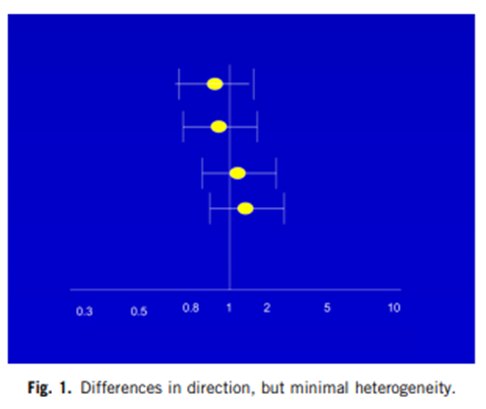 0.3 0.5 0.8 1 2 5 10
Fig. 1. Differences in direction, but minimal heterogeneity.